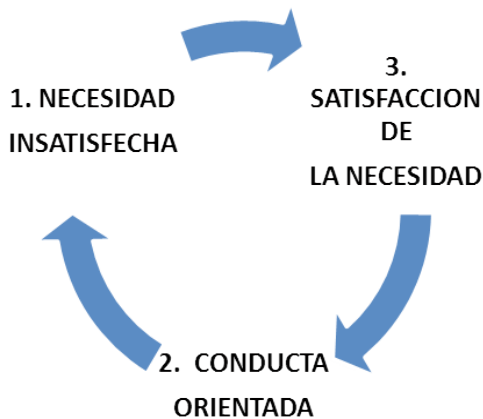 1. NECESIDAD
INSATISFECHA
3.
SATISFACCION
DE
LA NECESIDAD
2. CONDUCTA
ORIENTADA